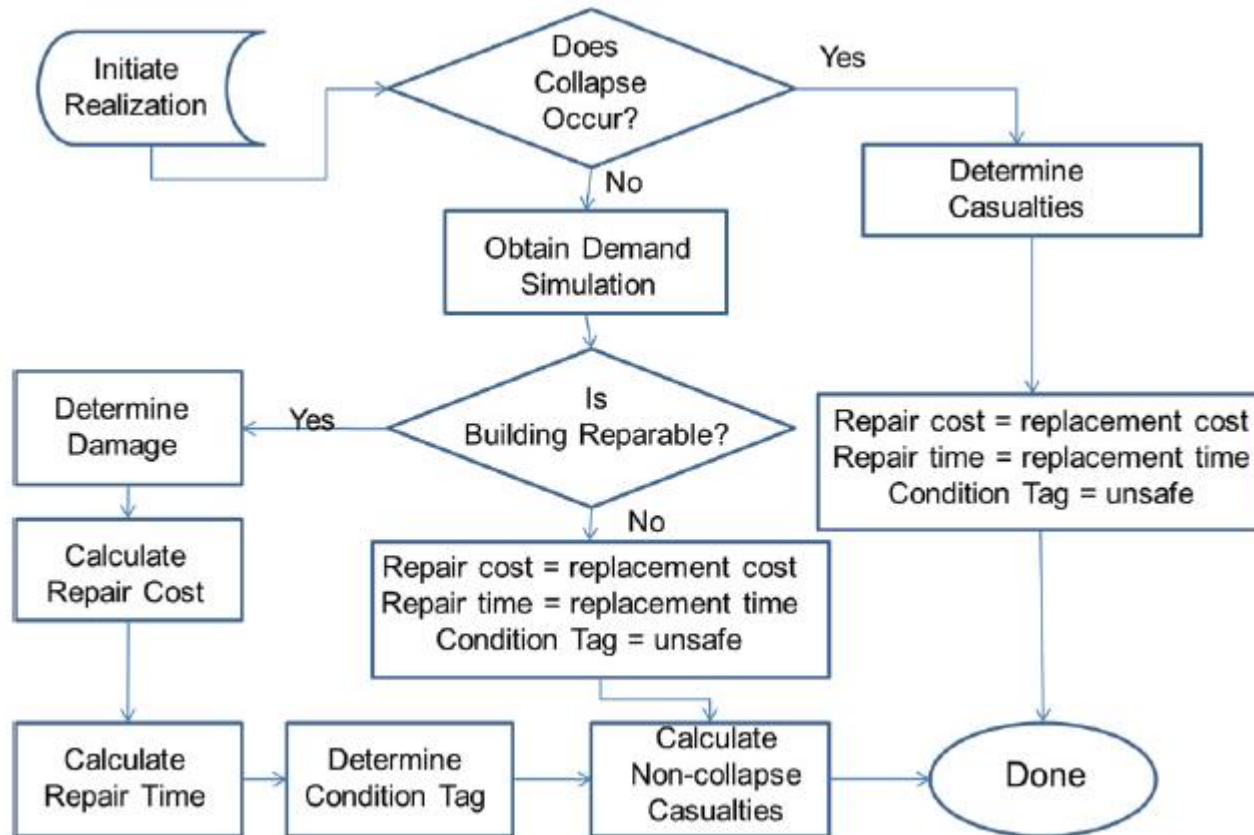 Initiate
Realization
Does
Collapse
Occur?
Yes
No
Determine
Casualties
Obtain Demand
Simulation
Is
Building Reparable?
Yes
Determine
Damage
Repair cost = replacement cost
Repair time = replacement time
Condition Tag = unsafe
No
Calculate
Repair Cost
Repair cost = replacement cost
Repair time = replacement time
Condition Tag = unsafe
Calculate
Repair Time
Determine
Condition Tag
Calculate
Non-collapse
Casualties
Done